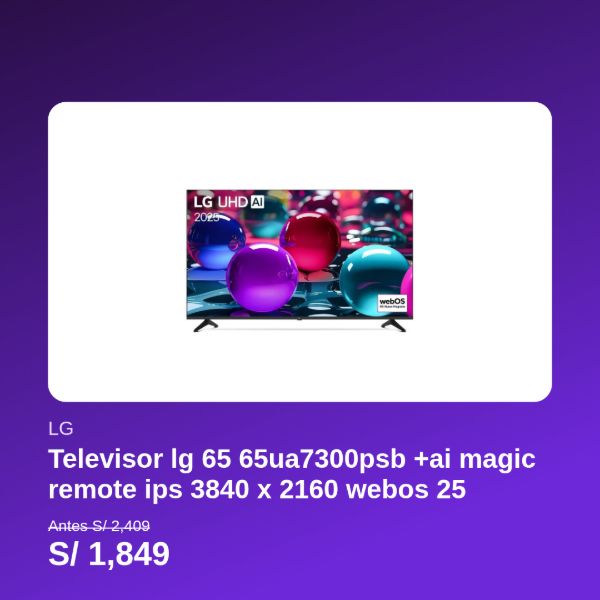 LG UHD AI
2025
webOS
LG
Televisor lg 65 65ua7300psb +ai magic
remote ips 3840 x 2160 webos 25
Antes S/ 2,409
S/ 1,849